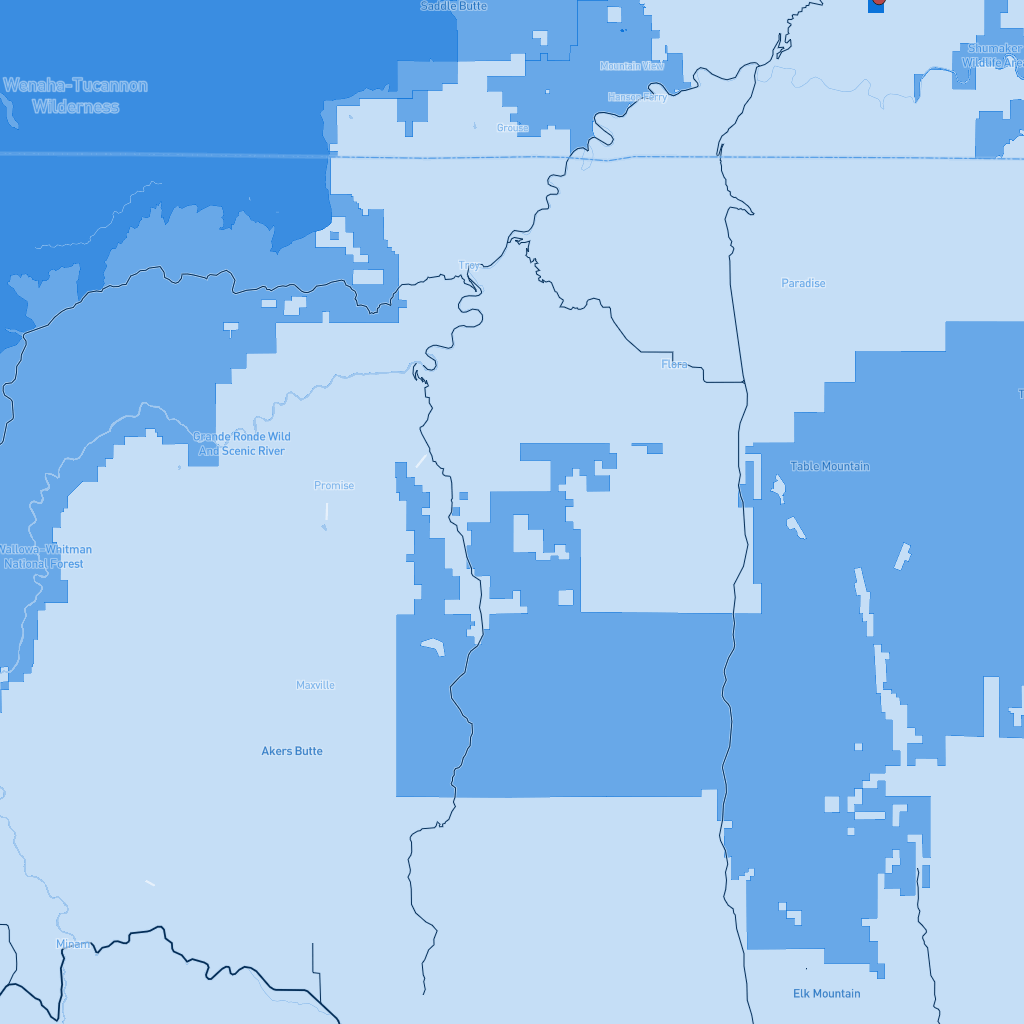 Saddle Butte
Shumaker
Wildlife Area
Mountain View
Wenaha-Tucannon
Wilderness
Hansen Ferry
Grouse
Troy
Paradise
Flora
Grande Ronde Wild
And Scenic River
Table Mountain
Promise
Wallowa-Whitman
National Forest
Maxville
Akers Butte
Minam
Elk Mountain